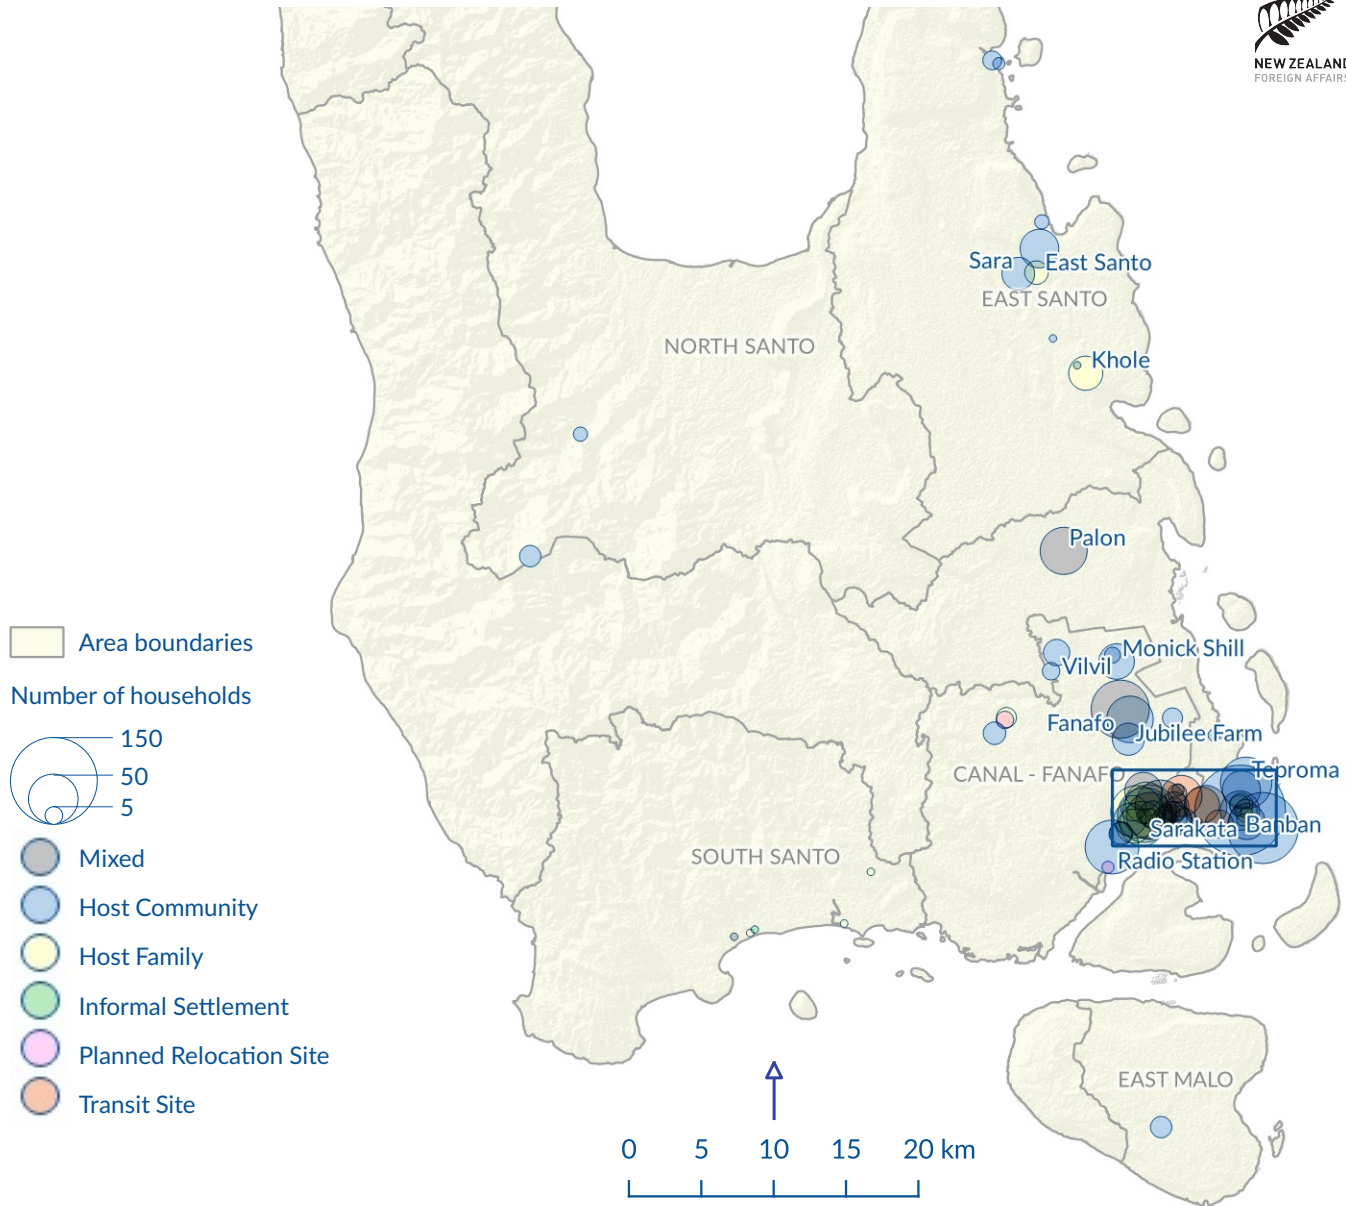 NEW ZEALAND
FOREIGN AFFAIRS
Sara
East Santo
EAST SANTO
NORTH SANTO
Khole
Palon
Monick Shill
Vilvil
Fanafo
Jubilee Farm
CANAL - FANAFO
Teproma
Sarakata
Banban
Radio Station
SOUTH SANTO
EAST MALO
Area boundaries
Number of households
150
50
5
Mixed
Host Community
Host Family
Informal Settlement
Planned Relocation Site
Transit Site
0 5 10 15 20 km